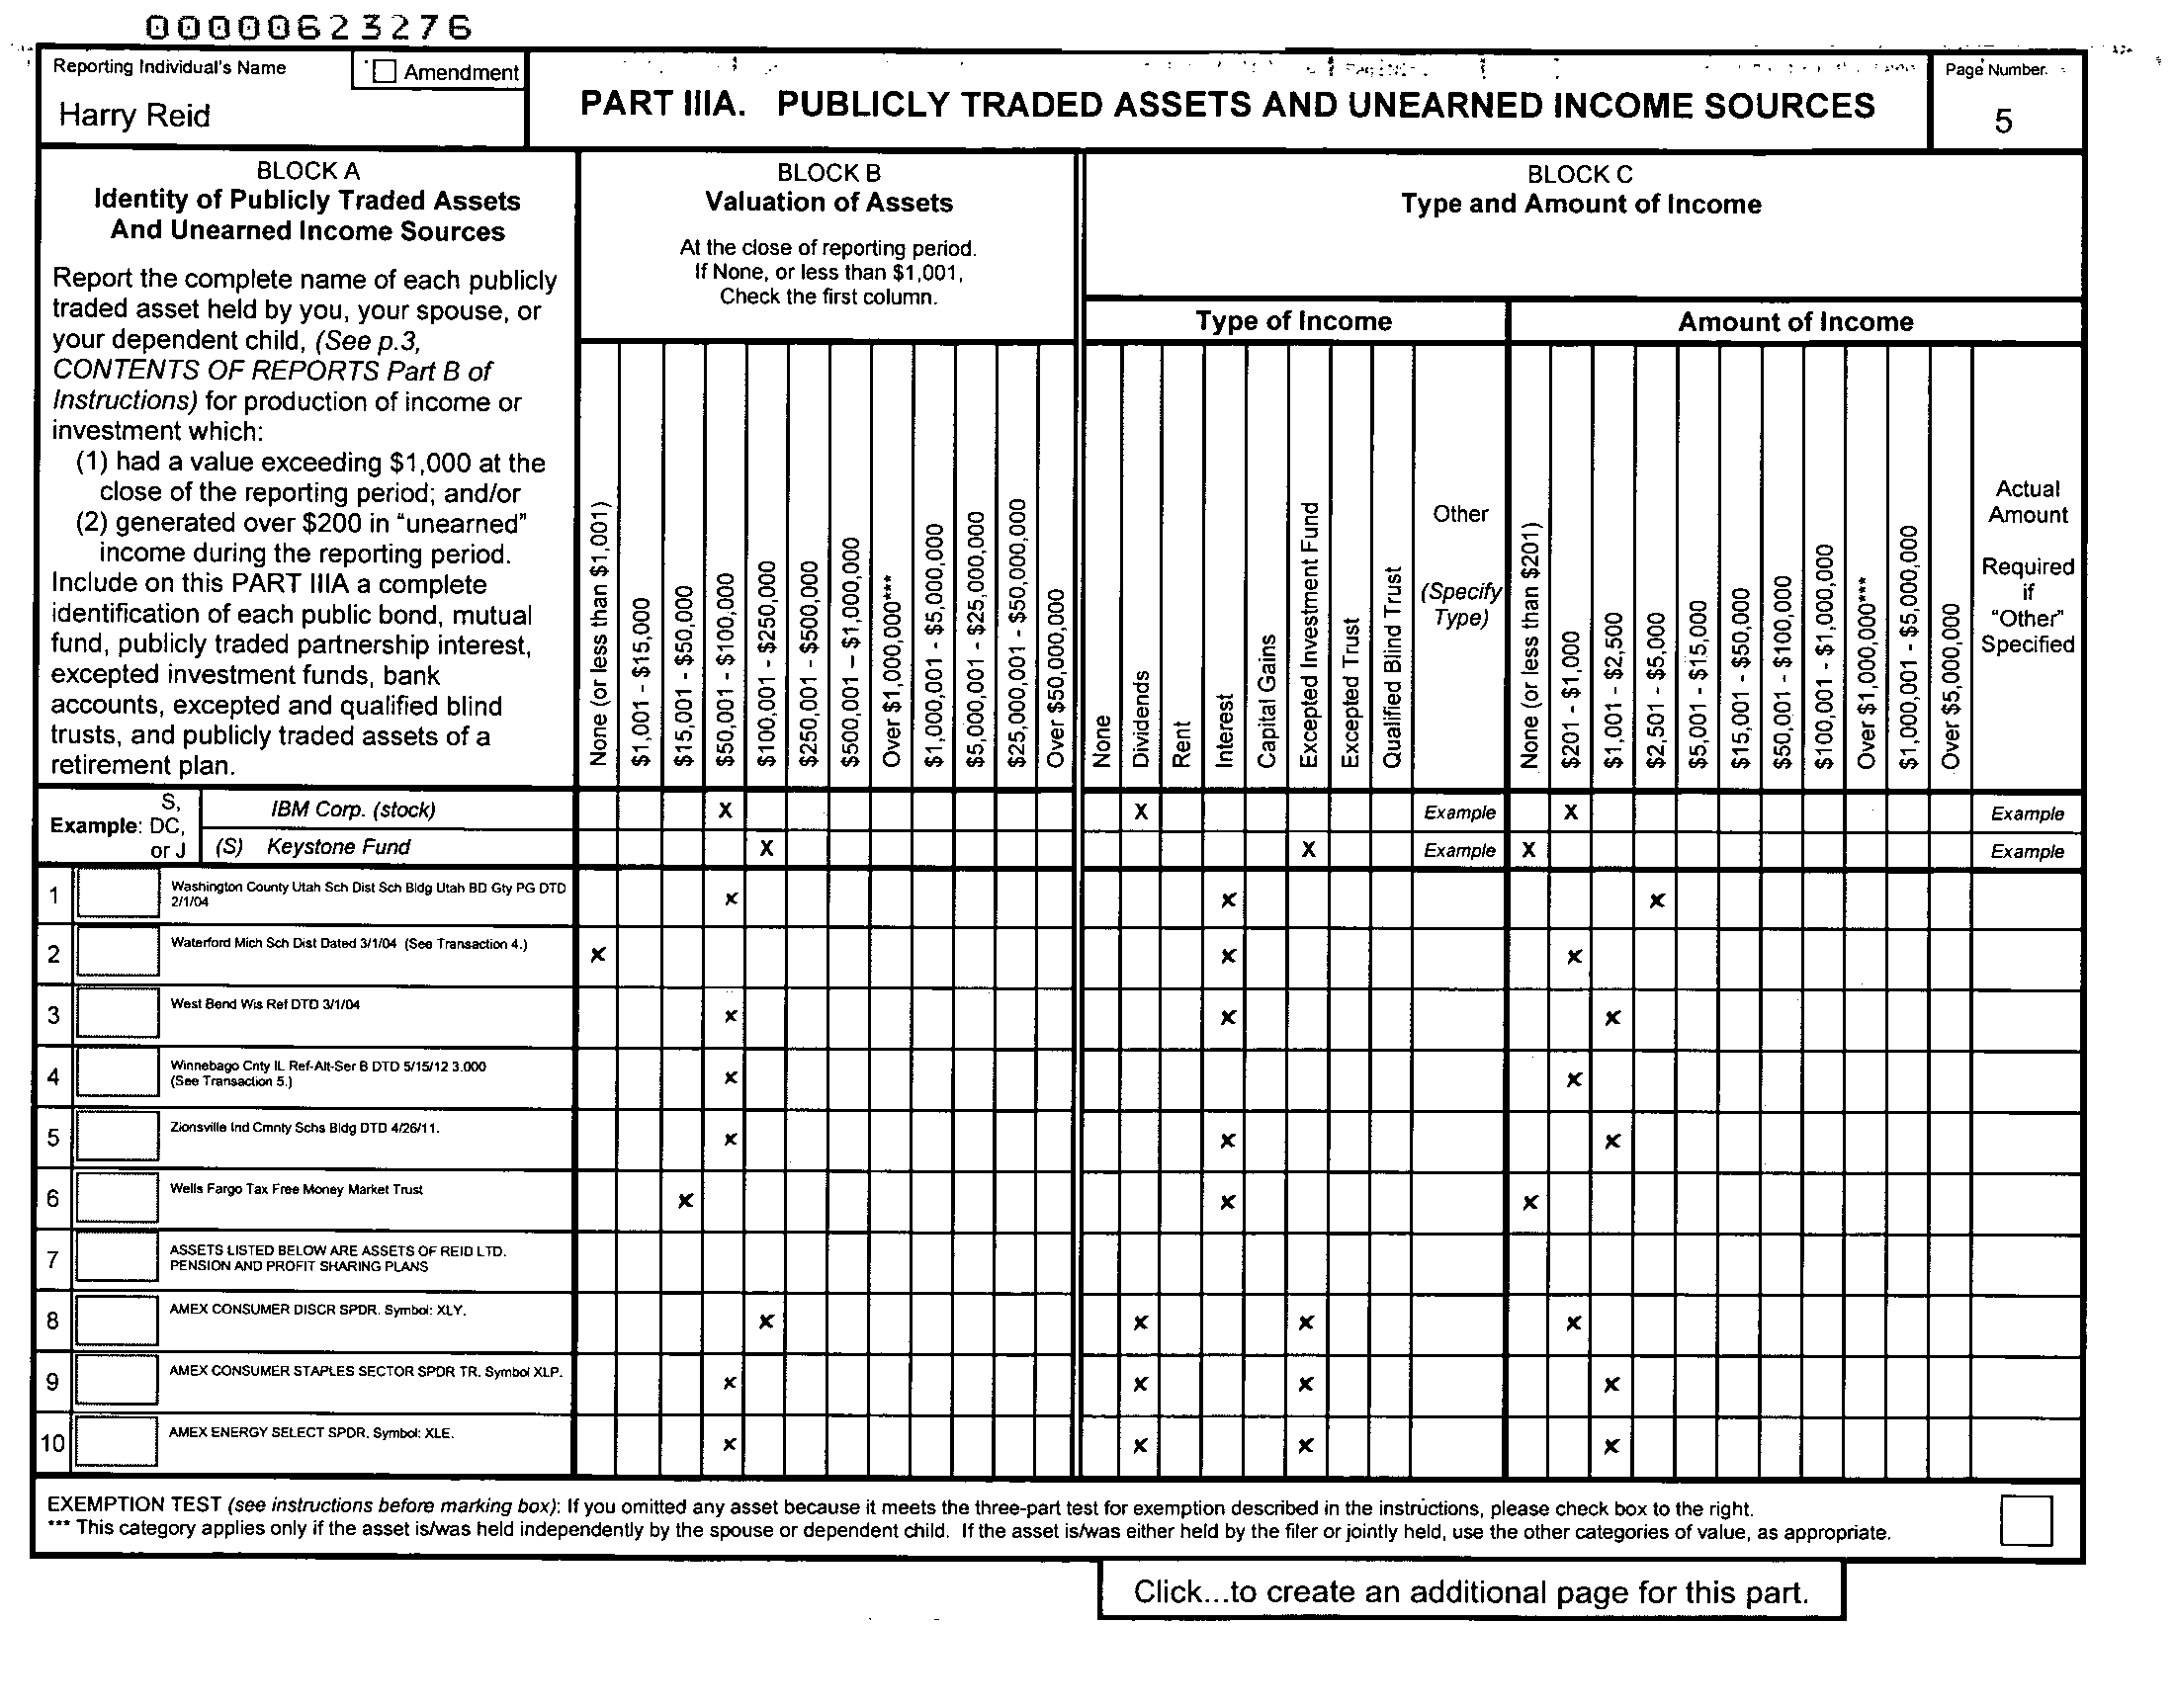 00000623276
Reporting Individual's Name
Amendment
Harry Reid
PART IIIA. PUBLICLY TRADED ASSETS AND UNEARNED INCOME SOURCES
Page Number.
5
BLOCK A
Identity of Publicly Traded Assets
And Unearned Income Sources
Report the complete name of each publicly
traded asset held by you, your spouse, or
your dependent child, (See p.3,
CONTENTS OF REPORTS Part B of
Instructions) for production of income or
investment which:
(1) had a value exceeding $1,000 at the
close of the reporting period; and/or
(2) generated over $200 in "unearned"
income during the reporting period.
Include on this PART IIIA a complete
identification of each public bond, mutual
fund, publicly traded partnership interest,
excepted investment funds, bank
accounts, excepted and qualified blind
trusts, and publicly traded assets of a
retirement plan.
BLOCK B
Valuation of Assets
At the close of reporting period.
If None, or less than $1,001,
Check the first column.
None (or less than $1,001)
$1,001 - $15,000
$15,001 - $50,000
$50,001 - $100,000
$100,001 - $250,000
$250,001 - $500,000
$500,001 – $1,000,000
Over $1,000,000***
$1,000,001 - $5,000,000
$5,000,001 - $25,000,000
$25,000,001 - $50,000,000
Over $50,000,000
BLOCK C
Type and Amount of Income
Type of Income
None
Dividends
Rent
Interest
Capital Gains
Excepted Investment Fund
Excepted Trust
Qualified Blind Trust
Other
(Specify
Type)
Amount of Income
None (or less than $201)
$201 - $1,000
$1,001 - $2,500
$2,501 - $5,000
$5,001 - $15,000
$15,001 - $50,000
$50,001 - $100,000
$100,001 - $1,000,000
Over $1,000,000***
$1,000,001 - $5,000,000
Over $5,000,000
Actual
Amount
Required
if
"Other"
Specified
Example:
S,
DC,
or J
IBM Corp. (stock) X X Example X Example
(S) Keystone Fund X X Example X Example
1 Washington County Utah Sch Dist Sch Bldg Utah BD Gty PG DTD
2/1/04 x x x
2 Waterford Mich Sch Dist Dated 3/1/04 (See Transaction 4.) x x x
3 West Bend Wis Ref DTD 3/1/04 x x x
4 Winnebago Cnty IL Ref-Alt-Ser B DTD 5/15/12 3.000
(See Transaction 5.) x x
5 Zionsville Ind Cmnty Schs Bldg DTD 4/26/11. x x x
6 Wells Fargo Tax Free Money Market Trust x x x
7 ASSETS LISTED BELOW ARE ASSETS OF REID LTD.
PENSION AND PROFIT SHARING PLANS
8 AMEX CONSUMER DISCR SPDR. Symbol: XLY. x x x x
9 AMEX CONSUMER STAPLES SECTOR SPDR TR. Symbol XLP. x x x x
10 AMEX ENERGY SELECT SPDR. Symbol: XLE. x x x x
EXEMPTION TEST (see instructions before marking box): If you omitted any asset because it meets the three-part test for exemption described in the instructions, please check box to the right.
*** This category applies only if the asset is/was held independently by the spouse or dependent child. If the asset is/was either held by the filer or jointly held, use the other categories of value, as appropriate.
Click...to create an additional page for this part.